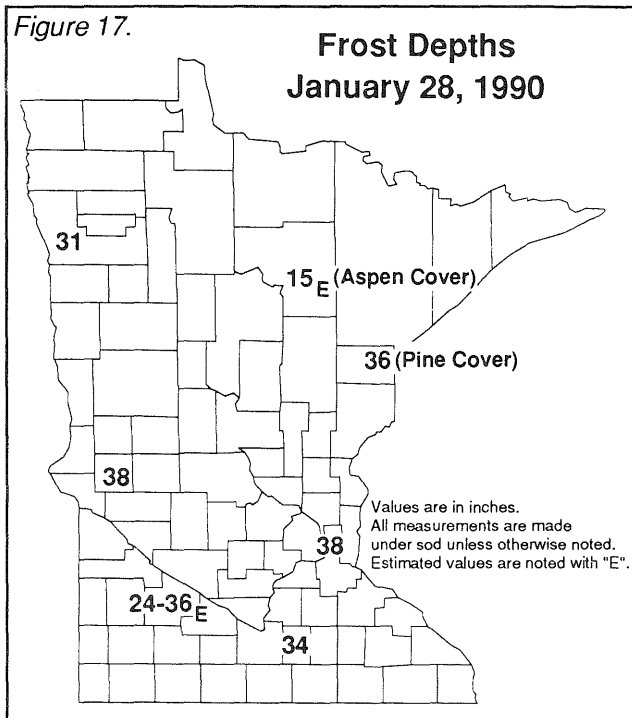 Figure 17.
Frost Depths
January 28, 1990
31
15E (Aspen Cover)
36 (Pine Cover)
38
Values are in inches.
All measurements are made
under sod unless otherwise noted.
Estimated values are noted with "E".
38
24-36E
34